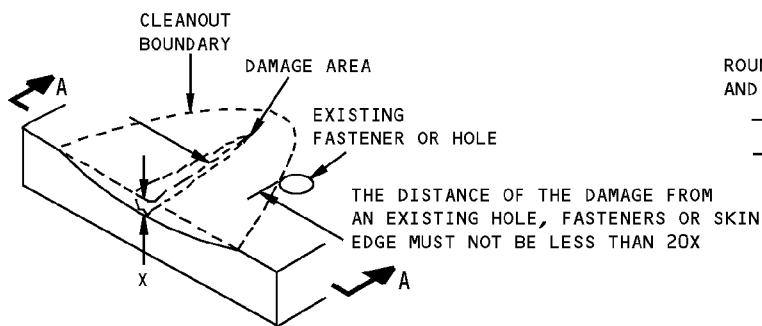 CLEANOUT
BOUNDARY
DAMAGE AREA
A
EXISTING
FASTENER OR HOLE
THE DISTANCE OF THE DAMAGE FROM
AN EXISTING HOLE, FASTENERS OR SKIN
EDGE MUST NOT BE LESS THAN 20X
X
A
AND